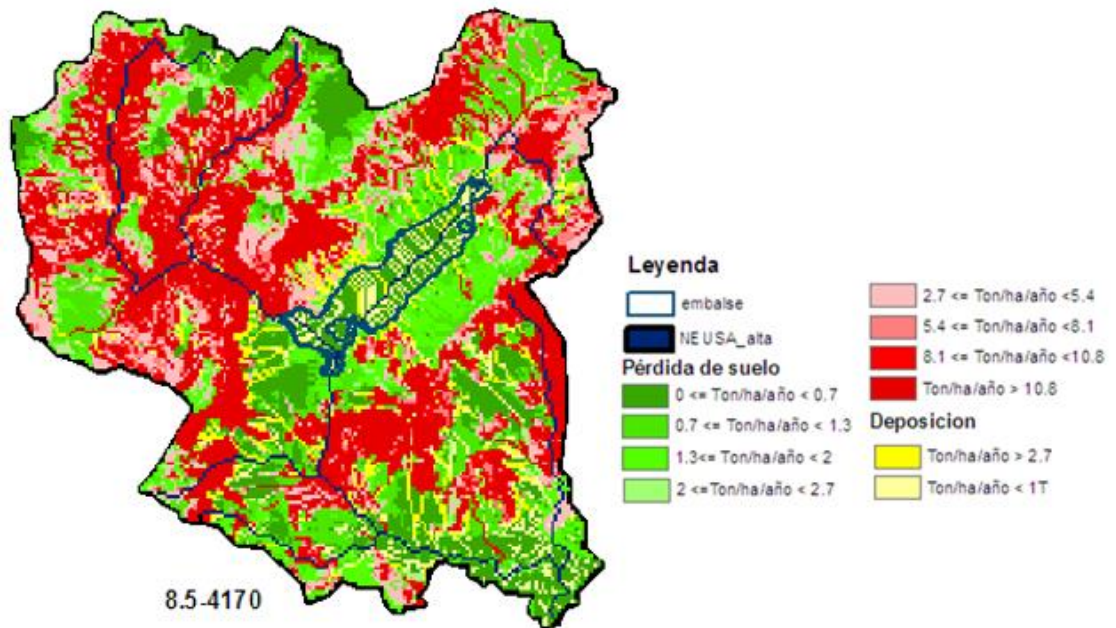 Leyenda
embalse
NEUSA_alta
Pérdida de suelo
0 <= Ton/ha/año < 0.7
0.7 <= Ton/ha/año < 1.3
1.3<= Ton/ha/año < 2
2 <=Ton/ha/año < 2.7
2.7 <= Ton/ha/año <5.4
5.4 <= Ton/ha/año <8.1
8.1 <= Ton/ha/año <10.8
Ton/ha/año > 10.8
Deposicion
Ton/ha/año > 2.7
Ton/ha/año < 1T
8.5-4170